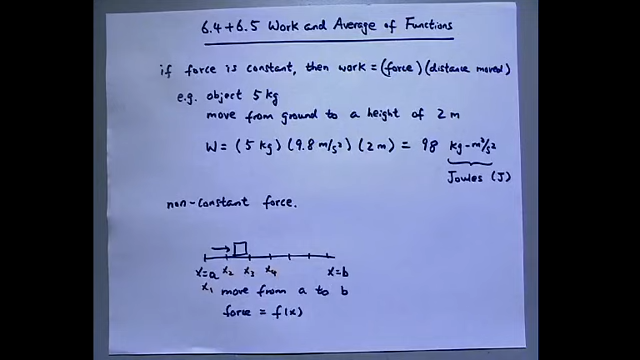 6.4+6.5 Work and Average of Functions
if force is constant, then work = (force)(distance moved)
e.g. object 5 kg
move from ground to a height of 2 m
W = (5 kg)(9.8 m/s²)(2 m) = 98 kg-m²/s²
Joules (J)
non-constant force.
x=a x₂ x₃ x₄ x=b
x₁ move from a to b
force = f(x)